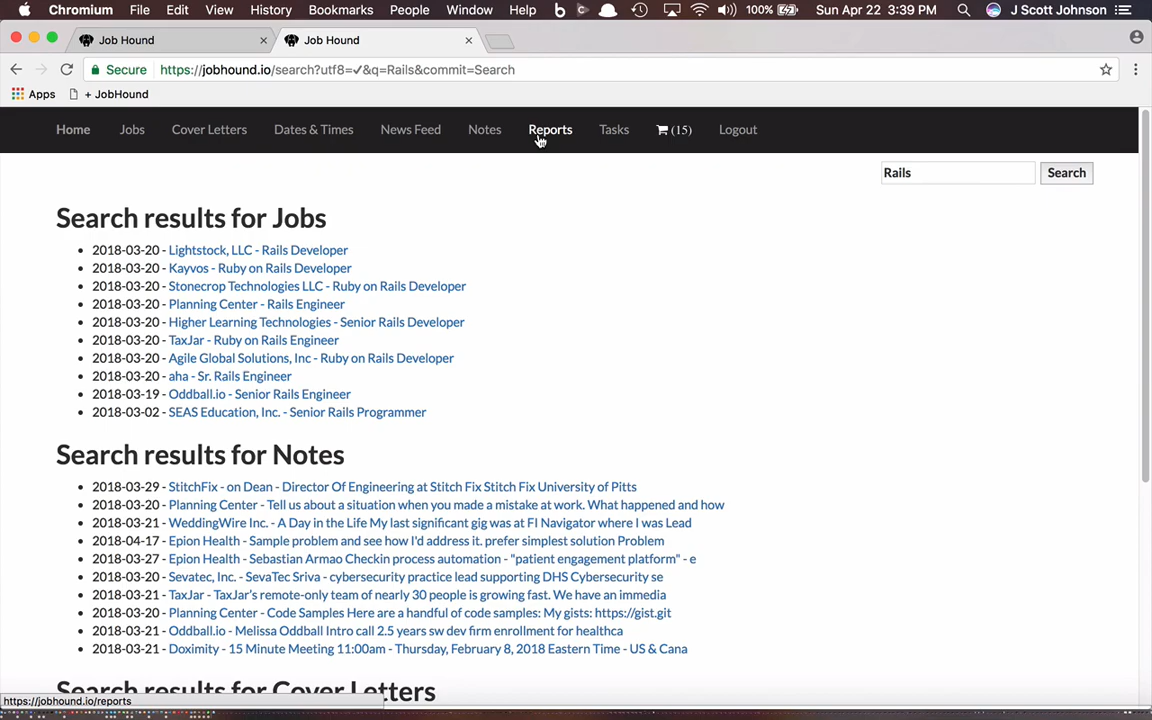 Chromium File Edit View History Bookmarks People Window Help 100% Sun Apr 22 3:39 PM J Scott Johnson
Job Hound × Job Hound ×
Secure https://jobhound.io/search?utf8=✓&q=Rails&commit=Search
Apps + JobHound
Home Jobs Cover Letters Dates & Times News Feed Notes Reports Tasks (15) Logout
Rails Search
Search results for Jobs
• 2018-03-20 - Lightstock, LLC - Rails Developer
• 2018-03-20 - Kayvos - Ruby on Rails Developer
• 2018-03-20 - Stonecrop Technologies LLC - Ruby on Rails Developer
• 2018-03-20 - Planning Center - Rails Engineer
• 2018-03-20 - Higher Learning Technologies - Senior Rails Developer
• 2018-03-20 - TaxJar - Ruby on Rails Engineer
• 2018-03-20 - Agile Global Solutions, Inc - Ruby on Rails Developer
• 2018-03-20 - aha - Sr. Rails Engineer
• 2018-03-19 - Oddball.io - Senior Rails Engineer
• 2018-03-02 - SEAS Education, Inc. - Senior Rails Programmer
Search results for Notes
• 2018-03-29 - StitchFix - on Dean - Director Of Engineering at Stitch Fix Stitch Fix University of Pitts
• 2018-03-20 - Planning Center - Tell us about a situation when you made a mistake at work. What happened and how
• 2018-03-21 - WeddingWire Inc. - A Day in the Life My last significant gig was at FI Navigator where I was Lead
• 2018-04-17 - Epion Health - Sample problem and see how I'd address it. prefer simplest solution Problem
• 2018-03-27 - Epion Health - Sebastian Armao Checkin process automation - "patient engagement platform" - e
• 2018-03-20 - Sevatec, Inc. - SevaTec Sriva - cybersecurity practice lead supporting DHS Cybersecurity se
• 2018-03-21 - TaxJar - TaxJar's remote-only team of nearly 30 people is growing fast. We have an immedia
• 2018-03-20 - Planning Center - Code Samples Here are a handful of code samples: My gists: https://gist.git
• 2018-03-21 - Oddball.io - Melissa Oddball Intro call 2.5 years sw dev firm enrollment for healthca
• 2018-03-21 - Doximity - 15 Minute Meeting 11:00am - Thursday, February 8, 2018 Eastern Time - US & Cana
Search results for Cover Letters
https://jobhound.io/reports